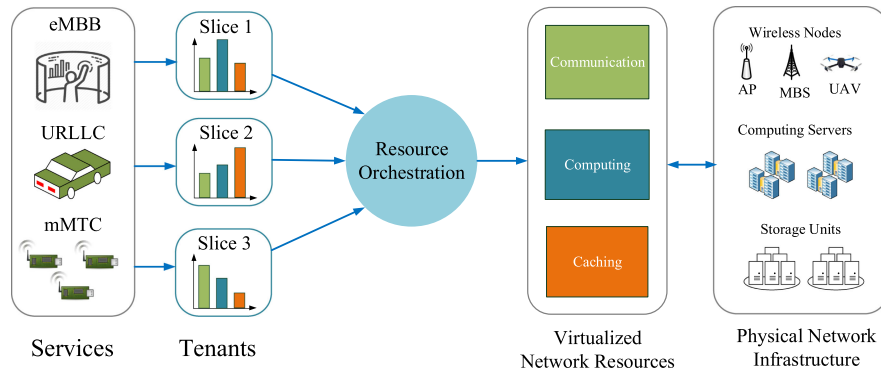 eMBB
URLLC
mMTC
Services
Slice 1
Slice 2
Slice 3
Tenants
Resource
Orchestration
Communication
Computing
Caching
Virtualized
Network Resources
Wireless Nodes
AP
MBS
UAV
Computing Servers
Storage Units
Physical Network
Infrastructure